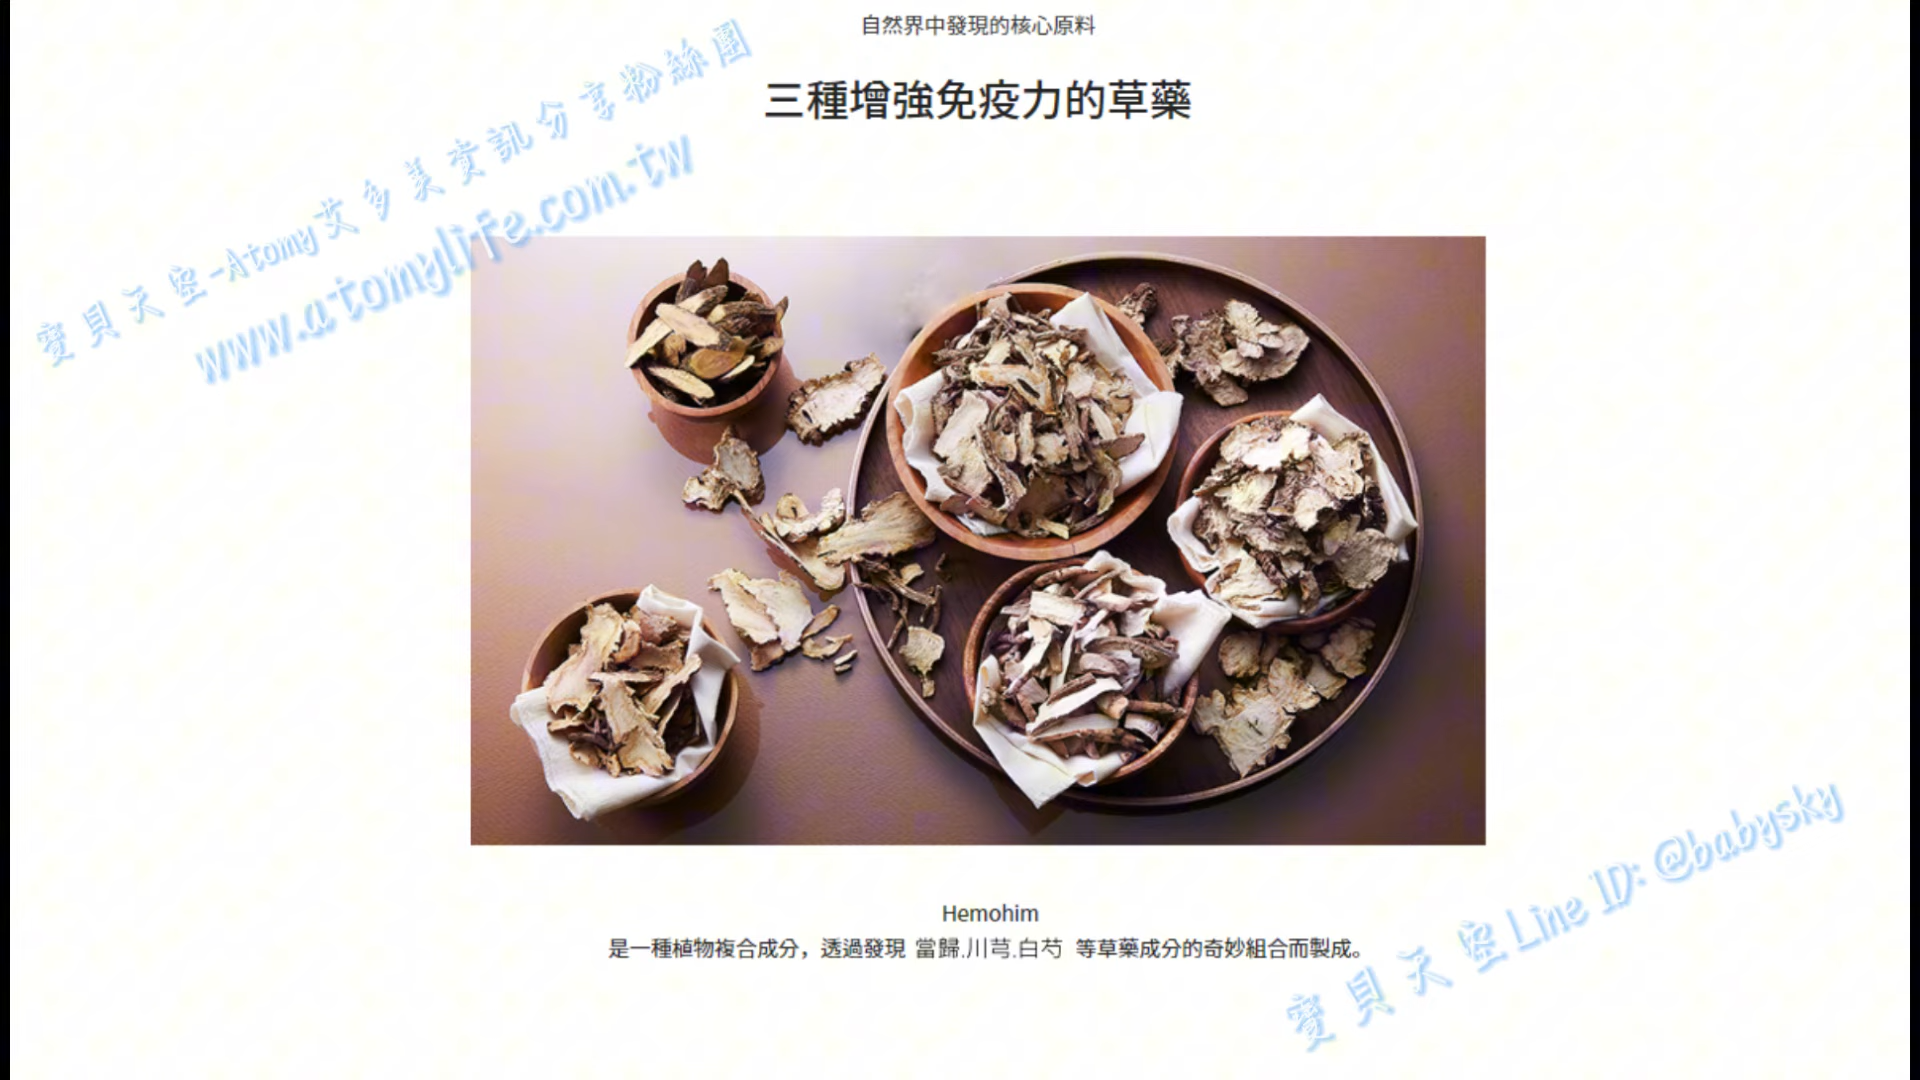 自然界中發現的核心原料
三種增強免疫力的草藥
寶貝天空-Atomy艾多美資訊分享粉絲團
www.atomylife.com.tw
Hemohim
是一種植物複合成分，透過發現 當歸.川芎.白芍 等草藥成分的奇妙組合而製成。
寶貝天空Line ID: @babysky